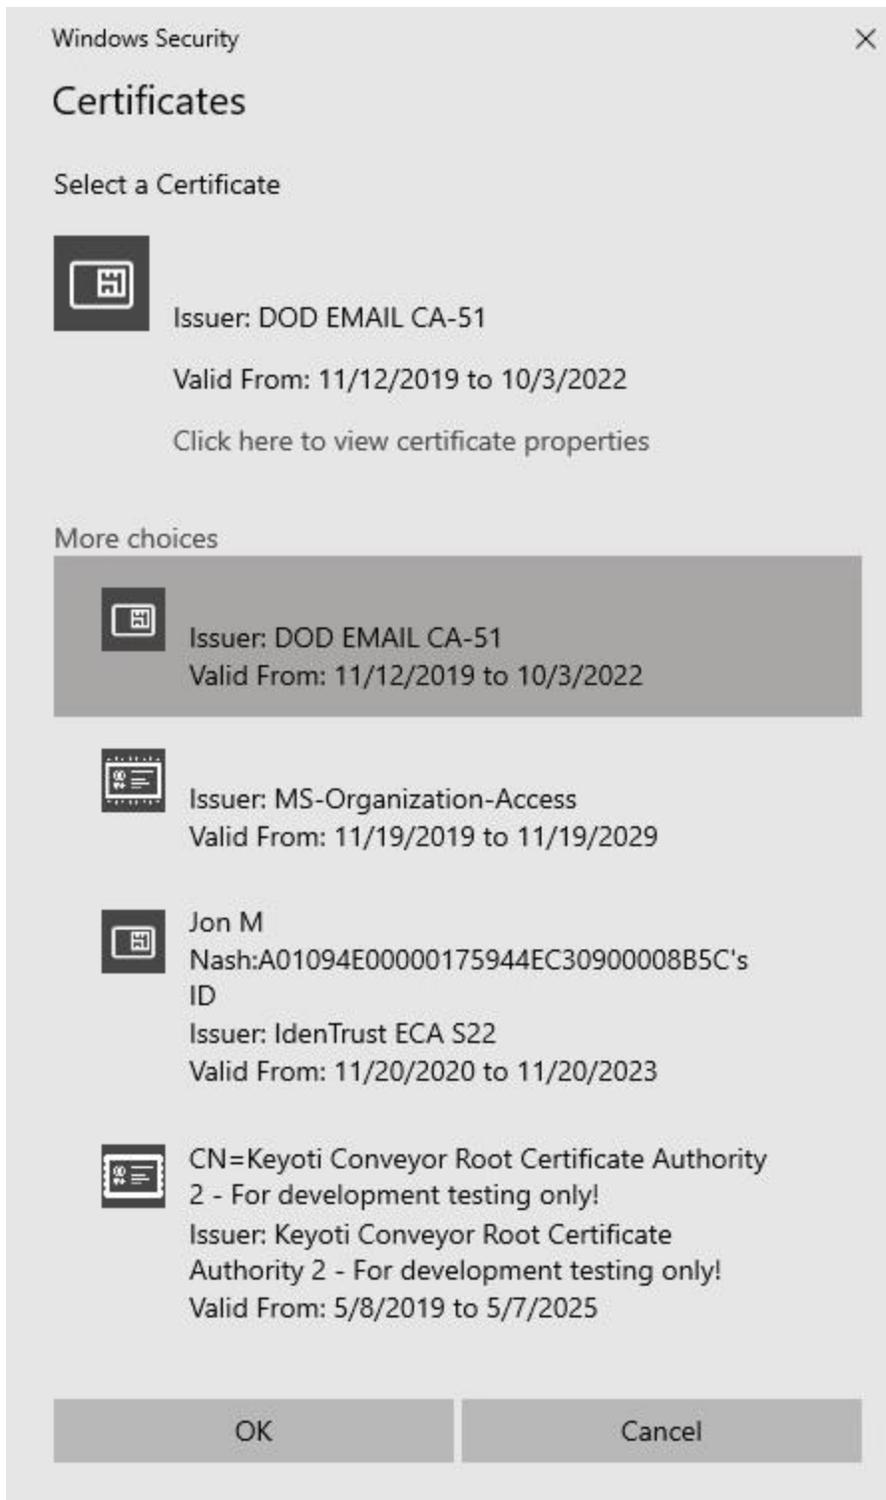 Windows Security
Certificates
Select a Certificate
Issuer: DOD EMAIL CA-51
Valid From: 11/12/2019 to 10/3/2022
Click here to view certificate properties
More choices
Issuer: DOD EMAIL CA-51
Valid From: 11/12/2019 to 10/3/2022
Issuer: MS-Organization-Access
Valid From: 11/19/2019 to 11/19/2029
Jon M
Nash:A01094E00000175944EC30900008B5C's
ID
Issuer: IdenTrust ECA S22
Valid From: 11/20/2020 to 11/20/2023
CN=Keyoti Conveyor Root Certificate Authority
2 - For development testing only!
Issuer: Keyoti Conveyor Root Certificate
Authority 2 - For development testing only!
Valid From: 5/8/2019 to 5/7/2025
OK
Cancel